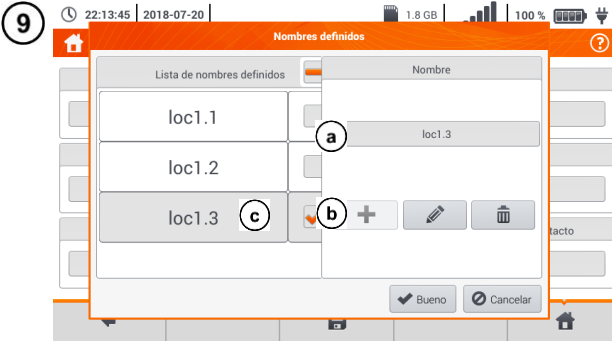 9
22:13:45 2018-07-20 1.8 GB 100 %
Nombres definidos
?
Lista de nombres definidos
Nombre
loc1.1
a
loc1.3
loc1.2
loc1.3
c
b
tacto
Bueno
Cancelar